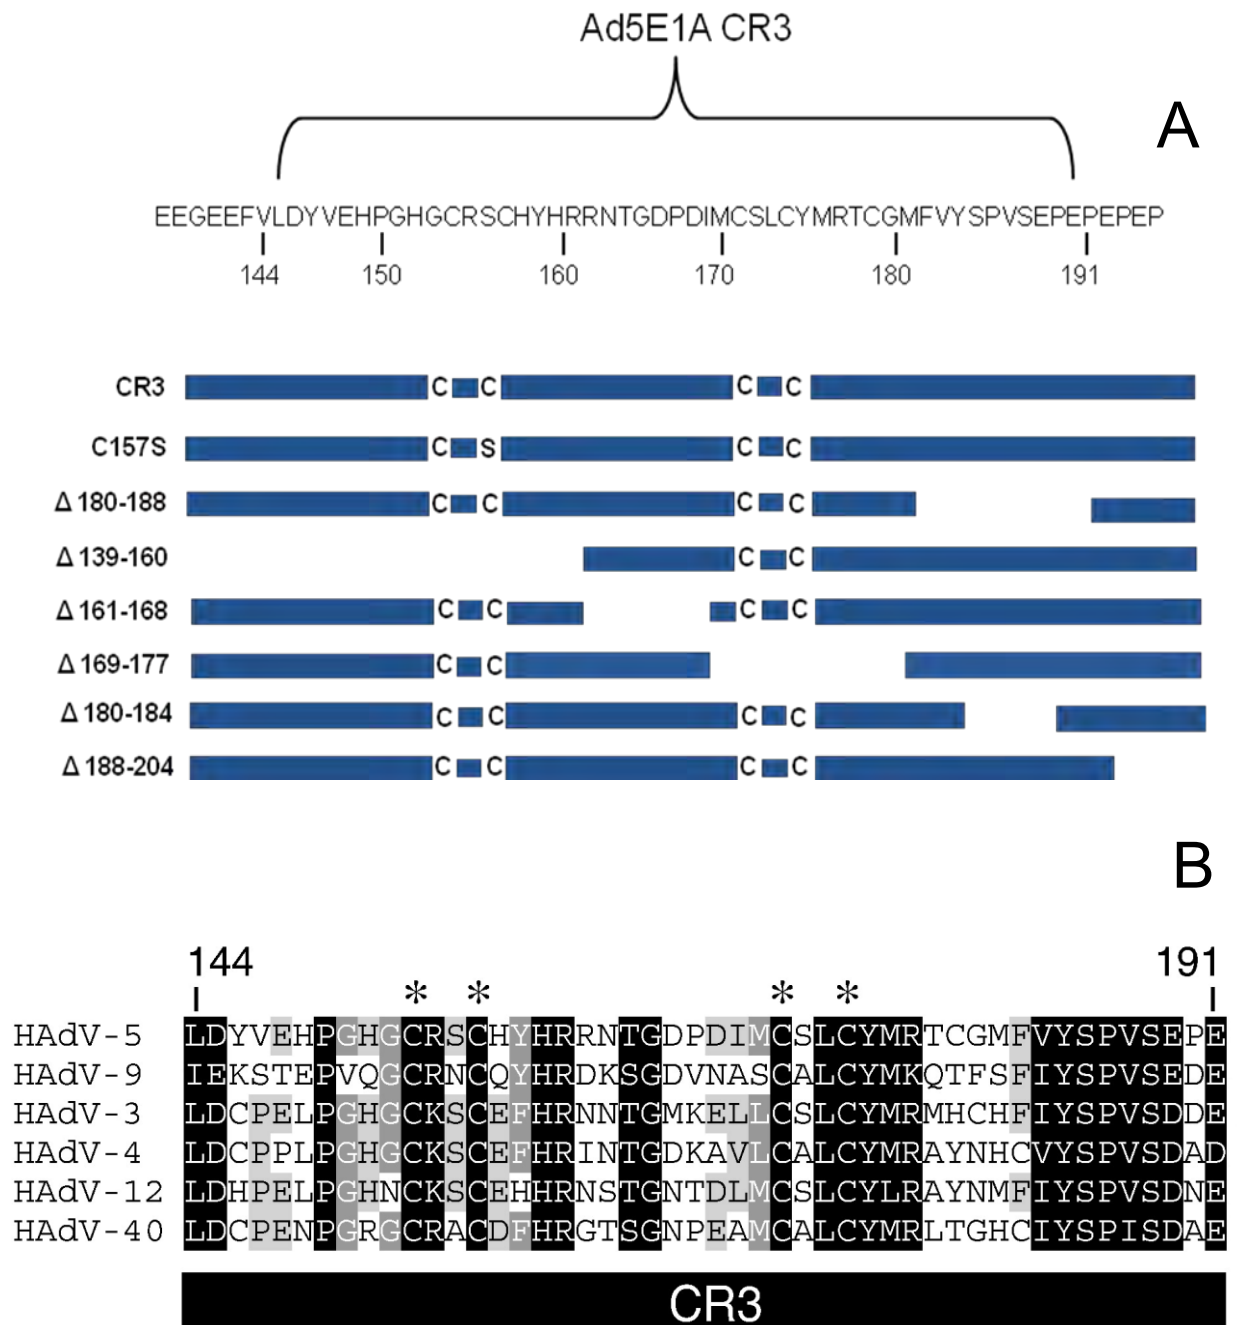 Ad5E1A CR3
A
EEGEEFVLDYVEHPGHGCRSCHYHRRNTGDPDIMCSLCYMRTCGMFVYSPVSEPEPEPEP
144 150 160 170 180 191
CR3 C C C C
C157S C S C C
Δ 180-188 C C C C
Δ 139-160 C C
Δ 161-168 C C C C
Δ 169-177 C C
Δ 180-184 C C C C
Δ 188-204 C C C C
B
144 191
* * * *
HAdV-5 LDYVEHPGHGCRSCHYHRRNTGDPDIMCSLCYMRTCGMFVYSPVSEPE
HAdV-9 IEKSTEPVQGCRNCQYHRDKSGDVNASCALCYMKQTFSFIYSPVSEDE
HAdV-3 LDCPELPGHGCKSCEFHRNNTGMKELLCSLCYMRMHCHFIYSPVSDDE
HAdV-4 LDCPPLPGHGCKSCEFHRINTGDKAVLCALCYMRAYNHCVYSPVSDAD
HAdV-12 LDHPELPGHNCKSCEHHRNSTGNTDLMCSLCYLRAYNMFIYSPVSDNE
HAdV-40 LDCPENPGRGCRACDFHRGTSGNPEAMCALCYMRLTGHCIYSPISDAE
CR3